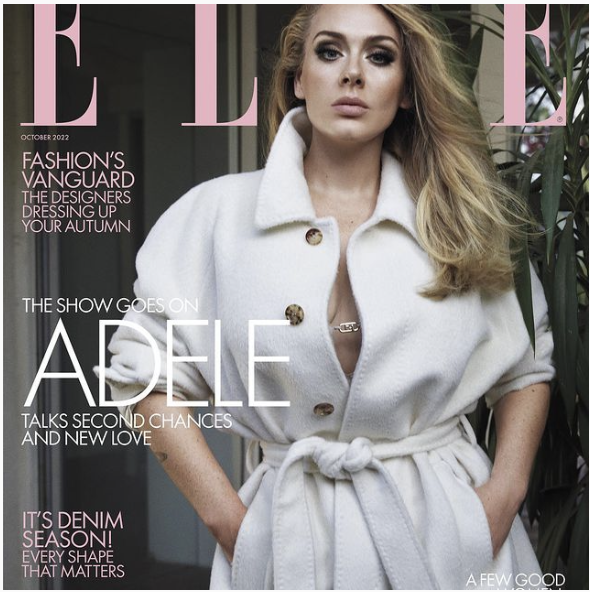 ELLE
OCTOBER 2022
FASHION'S
VANGUARD
THE DESIGNERS
DRESSING UP
YOUR AUTUMN
THE SHOW GOES ON
ADELE
TALKS SECOND CHANCES
AND NEW LOVE
IT'S DENIM
SEASON!
EVERY SHAPE
THAT MATTERS
A FEW GOOD
WOMEN